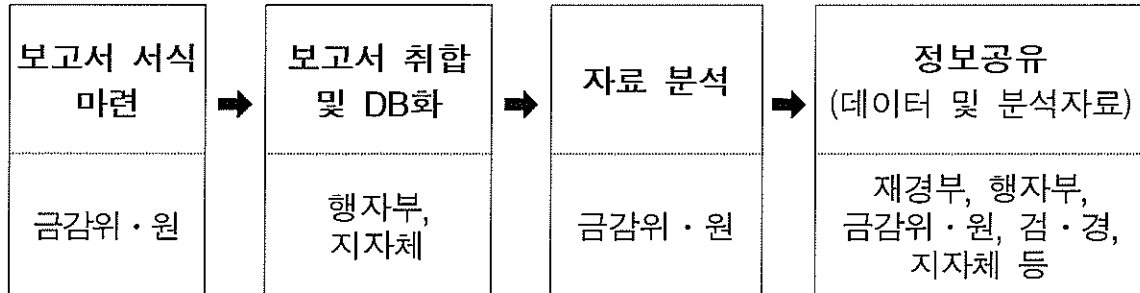 보고서 서식
마련
금감위·원
➡
보고서 취합
및 DB화
행자부,
지자체
➡
자료 분석
금감위·원
➡
정보공유
(데이터 및 분석자료)
재경부, 행자부,
금감위·원, 검·경,
지자체 등